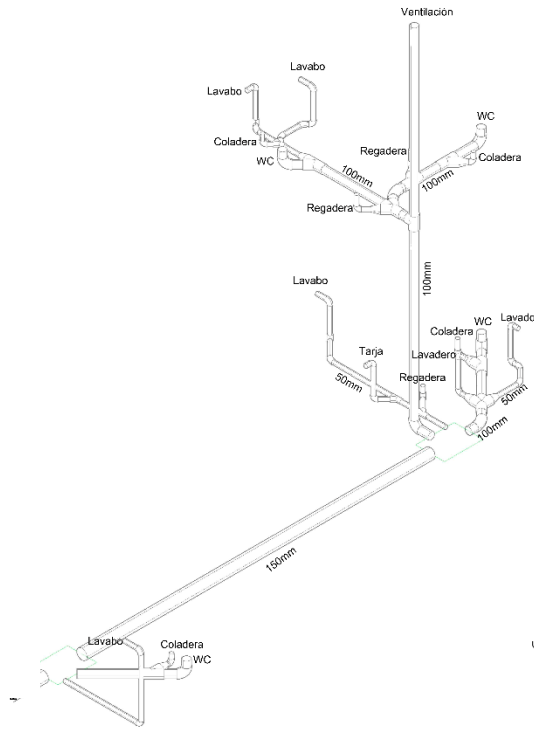 Ventilación
Lavabo
Lavabo
WC
Coladera
Regadera
WC
Coladera
100mm
100mm
Regadera
100mm
Lavabo
Coladera
WC
Lavado
Tarja
Lavadero
50mm
Regadera
50mm
100mm
150mm
Lavabo
Coladera
WC